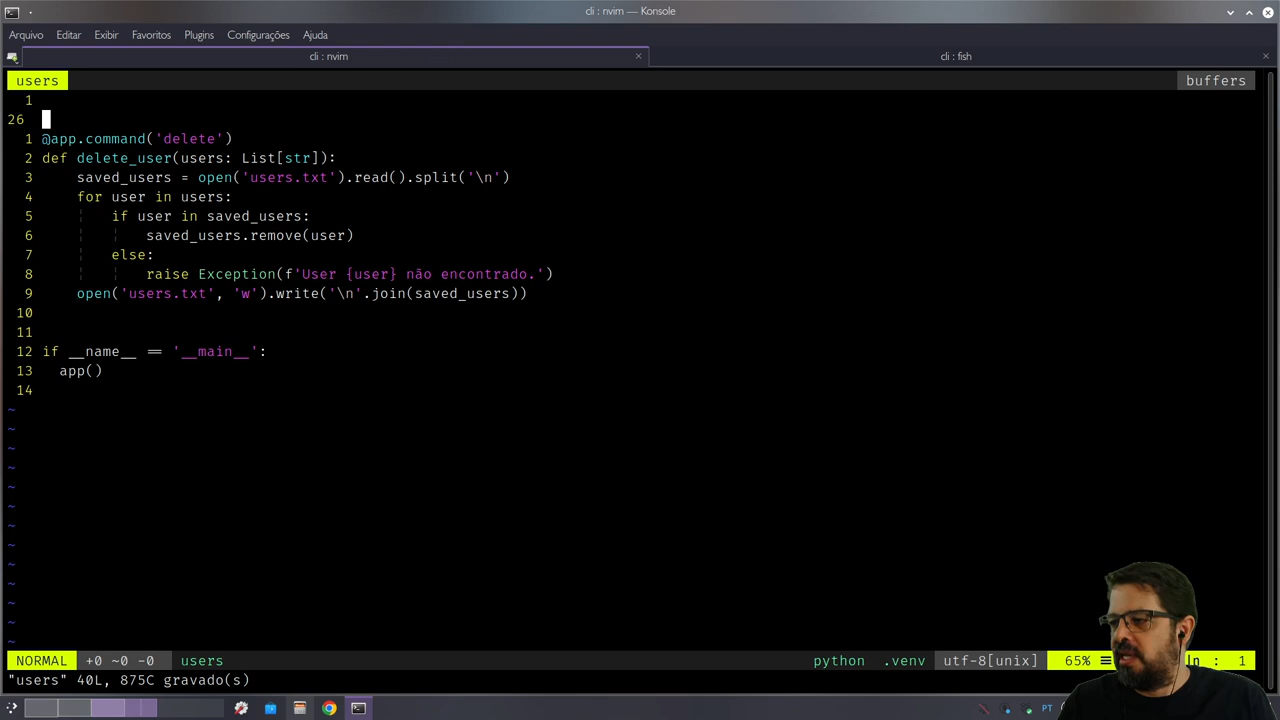 cli : nvim — Konsole
Arquivo Editar Exibir Favoritos Plugins Configurações Ajuda
cli : nvim cli : fish
users buffers
1
26
1 @app.command('delete')
2 def delete_user(users: List[str]):
3 saved_users = open('users.txt').read().split('\n')
4 for user in users:
5 if user in saved_users:
6 saved_users.remove(user)
7 else:
8 raise Exception(f'User {user} não encontrado.')
9 open('users.txt', 'w').write('\n'.join(saved_users))
10
11
12 if __name__ == '__main__':
13 app()
14
~
~
~
~
~
~
~
~
~
~
~
~
~
NORMAL +0 ~0 -0 users python .venv utf-8[unix] 65% ☰ ln : 1
"users" 40L, 875C gravado(s)
PT